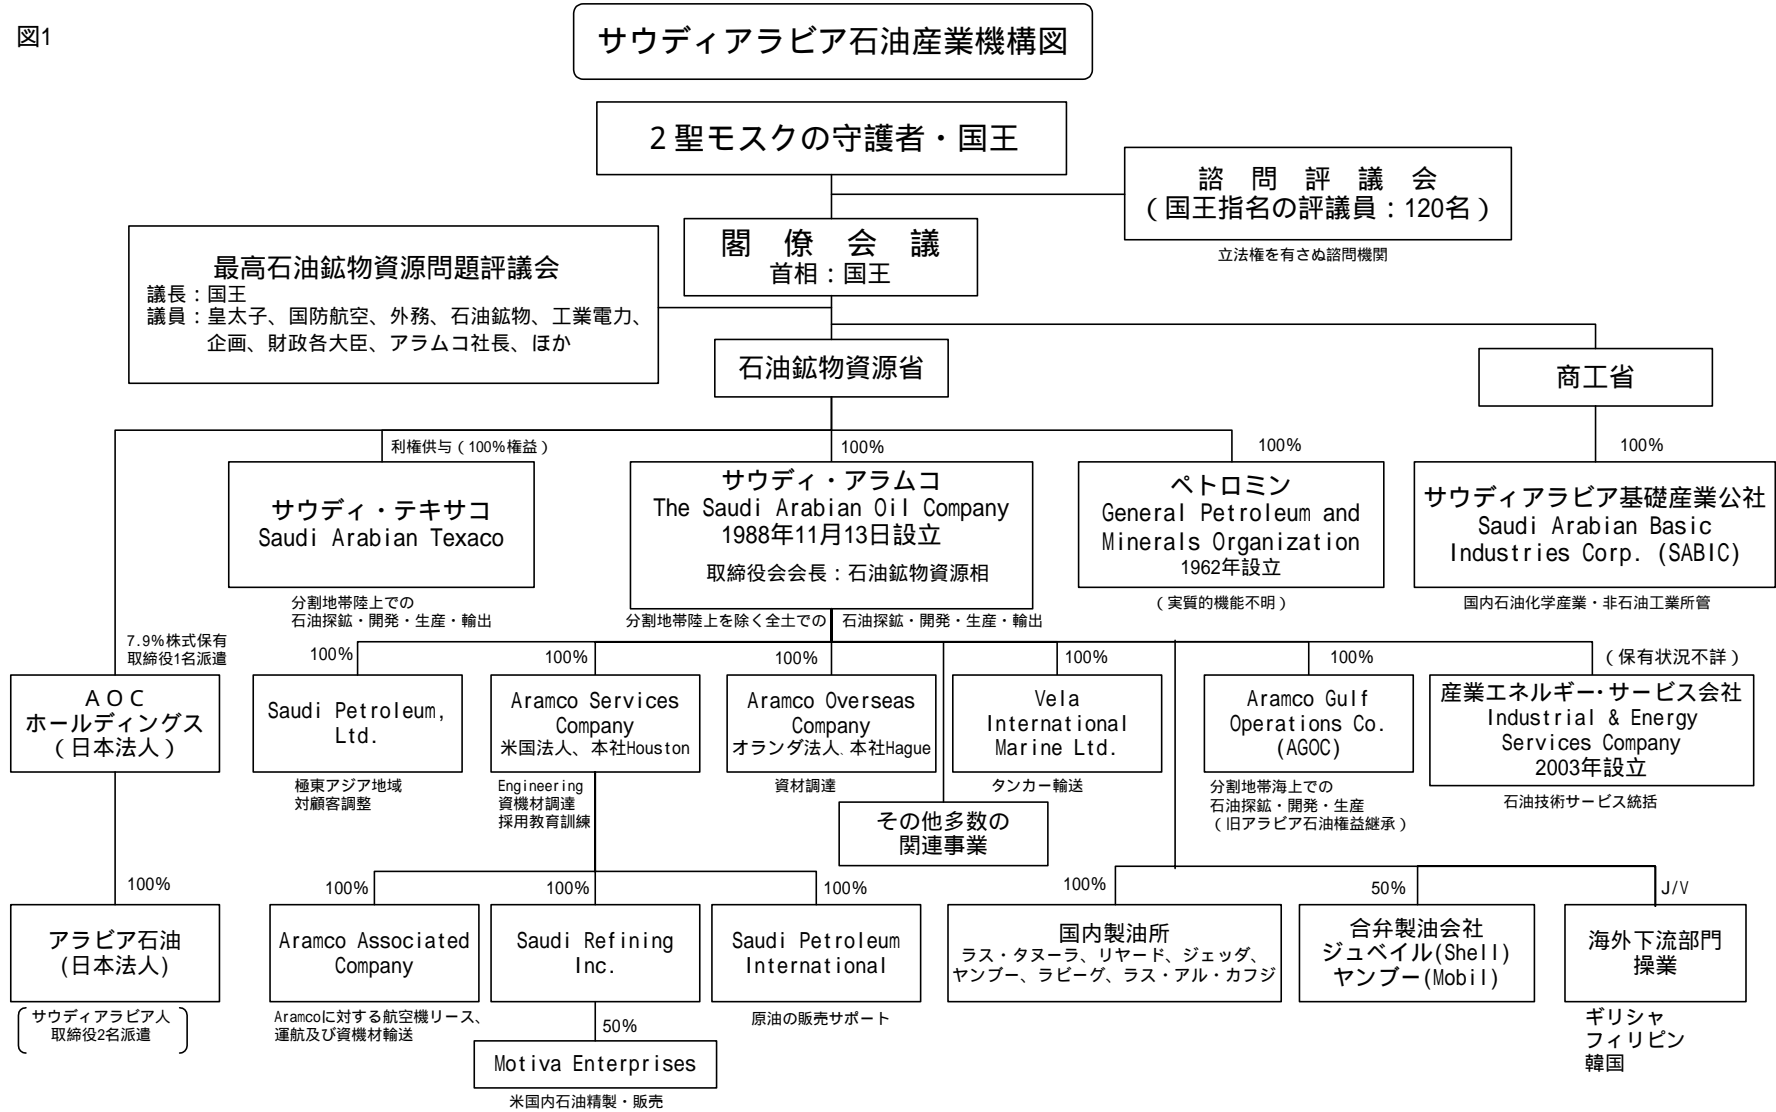 図1
サウディアラビア石油産業機構図
2聖モスクの守護者・国王
諮問評議会
(国王指名の評議員：120名)
立法権を有さぬ諮問機関
閣僚会議
首相：国王
最高石油鉱物資源問題評議会
議長：国王
議員：皇太子、国防航空、外務、石油鉱物、工業電力、
企画、財政各大臣、アラムコ社長、ほか
石油鉱物資源省
商工省
利権供与(100%権益)
サウディ・テキサコ
Saudi Arabian Texaco
分割地帯陸上での
石油探鉱・開発・生産・輸出
100%
サウディ・アラムコ
The Saudi Arabian Oil Company
1988年11月13日設立
取締役会会長：石油鉱物資源相
分割地帯陸上を除く全土での 石油探鉱・開発・生産・輸出
100%
ペトロミン
General Petroleum and
Minerals Organization
1962年設立
(実質的機能不明)
100%
サウディアラビア基礎産業公社
Saudi Arabian Basic
Industries Corp. (SABIC)
国内石油化学産業・非石油工業所管
7.9%株式保有
取締役1名派遣
AOC
ホールディングス
(日本法人)
100%
Saudi Petroleum,
Ltd.
極東アジア地域
対顧客調整
100%
Aramco Services
Company
米国法人、本社Houston
Engineering
資機材調達
採用教育訓練
100%
Aramco Overseas
Company
オランダ法人、本社Hague
資材調達
100%
Vela
International
Marine Ltd.
タンカー輸送
100%
Aramco Gulf
Operations Co.
(AGOC)
分割地帯海上での
石油探鉱・開発・生産
(旧アラビア石油権益継承)
(保有状況不詳)
産業エネルギー・サービス会社
Industrial & Energy
Services Company
2003年設立
石油技術サービス統括
その他多数の
関連事業
100%
アラビア石油
(日本法人)
サウディアラビア人
取締役2名派遣
100%
Aramco Associated
Company
Aramcoに対する航空機リース、
運航及び資機材輸送
100%
Saudi Refining
Inc.
50%
Motiva Enterprises
米国内石油精製・販売
100%
Saudi Petroleum
International
原油の販売サポート
100%
国内製油所
ラス・タヌーラ、リヤード、ジェッダ、
ヤンブー、ラビーグ、ラス・アル・カフジ
50%
合弁製油会社
ジュベイル(Shell)
ヤンブー(Mobil)
J/V
海外下流部門
操業
ギリシャ
フィリピン
韓国